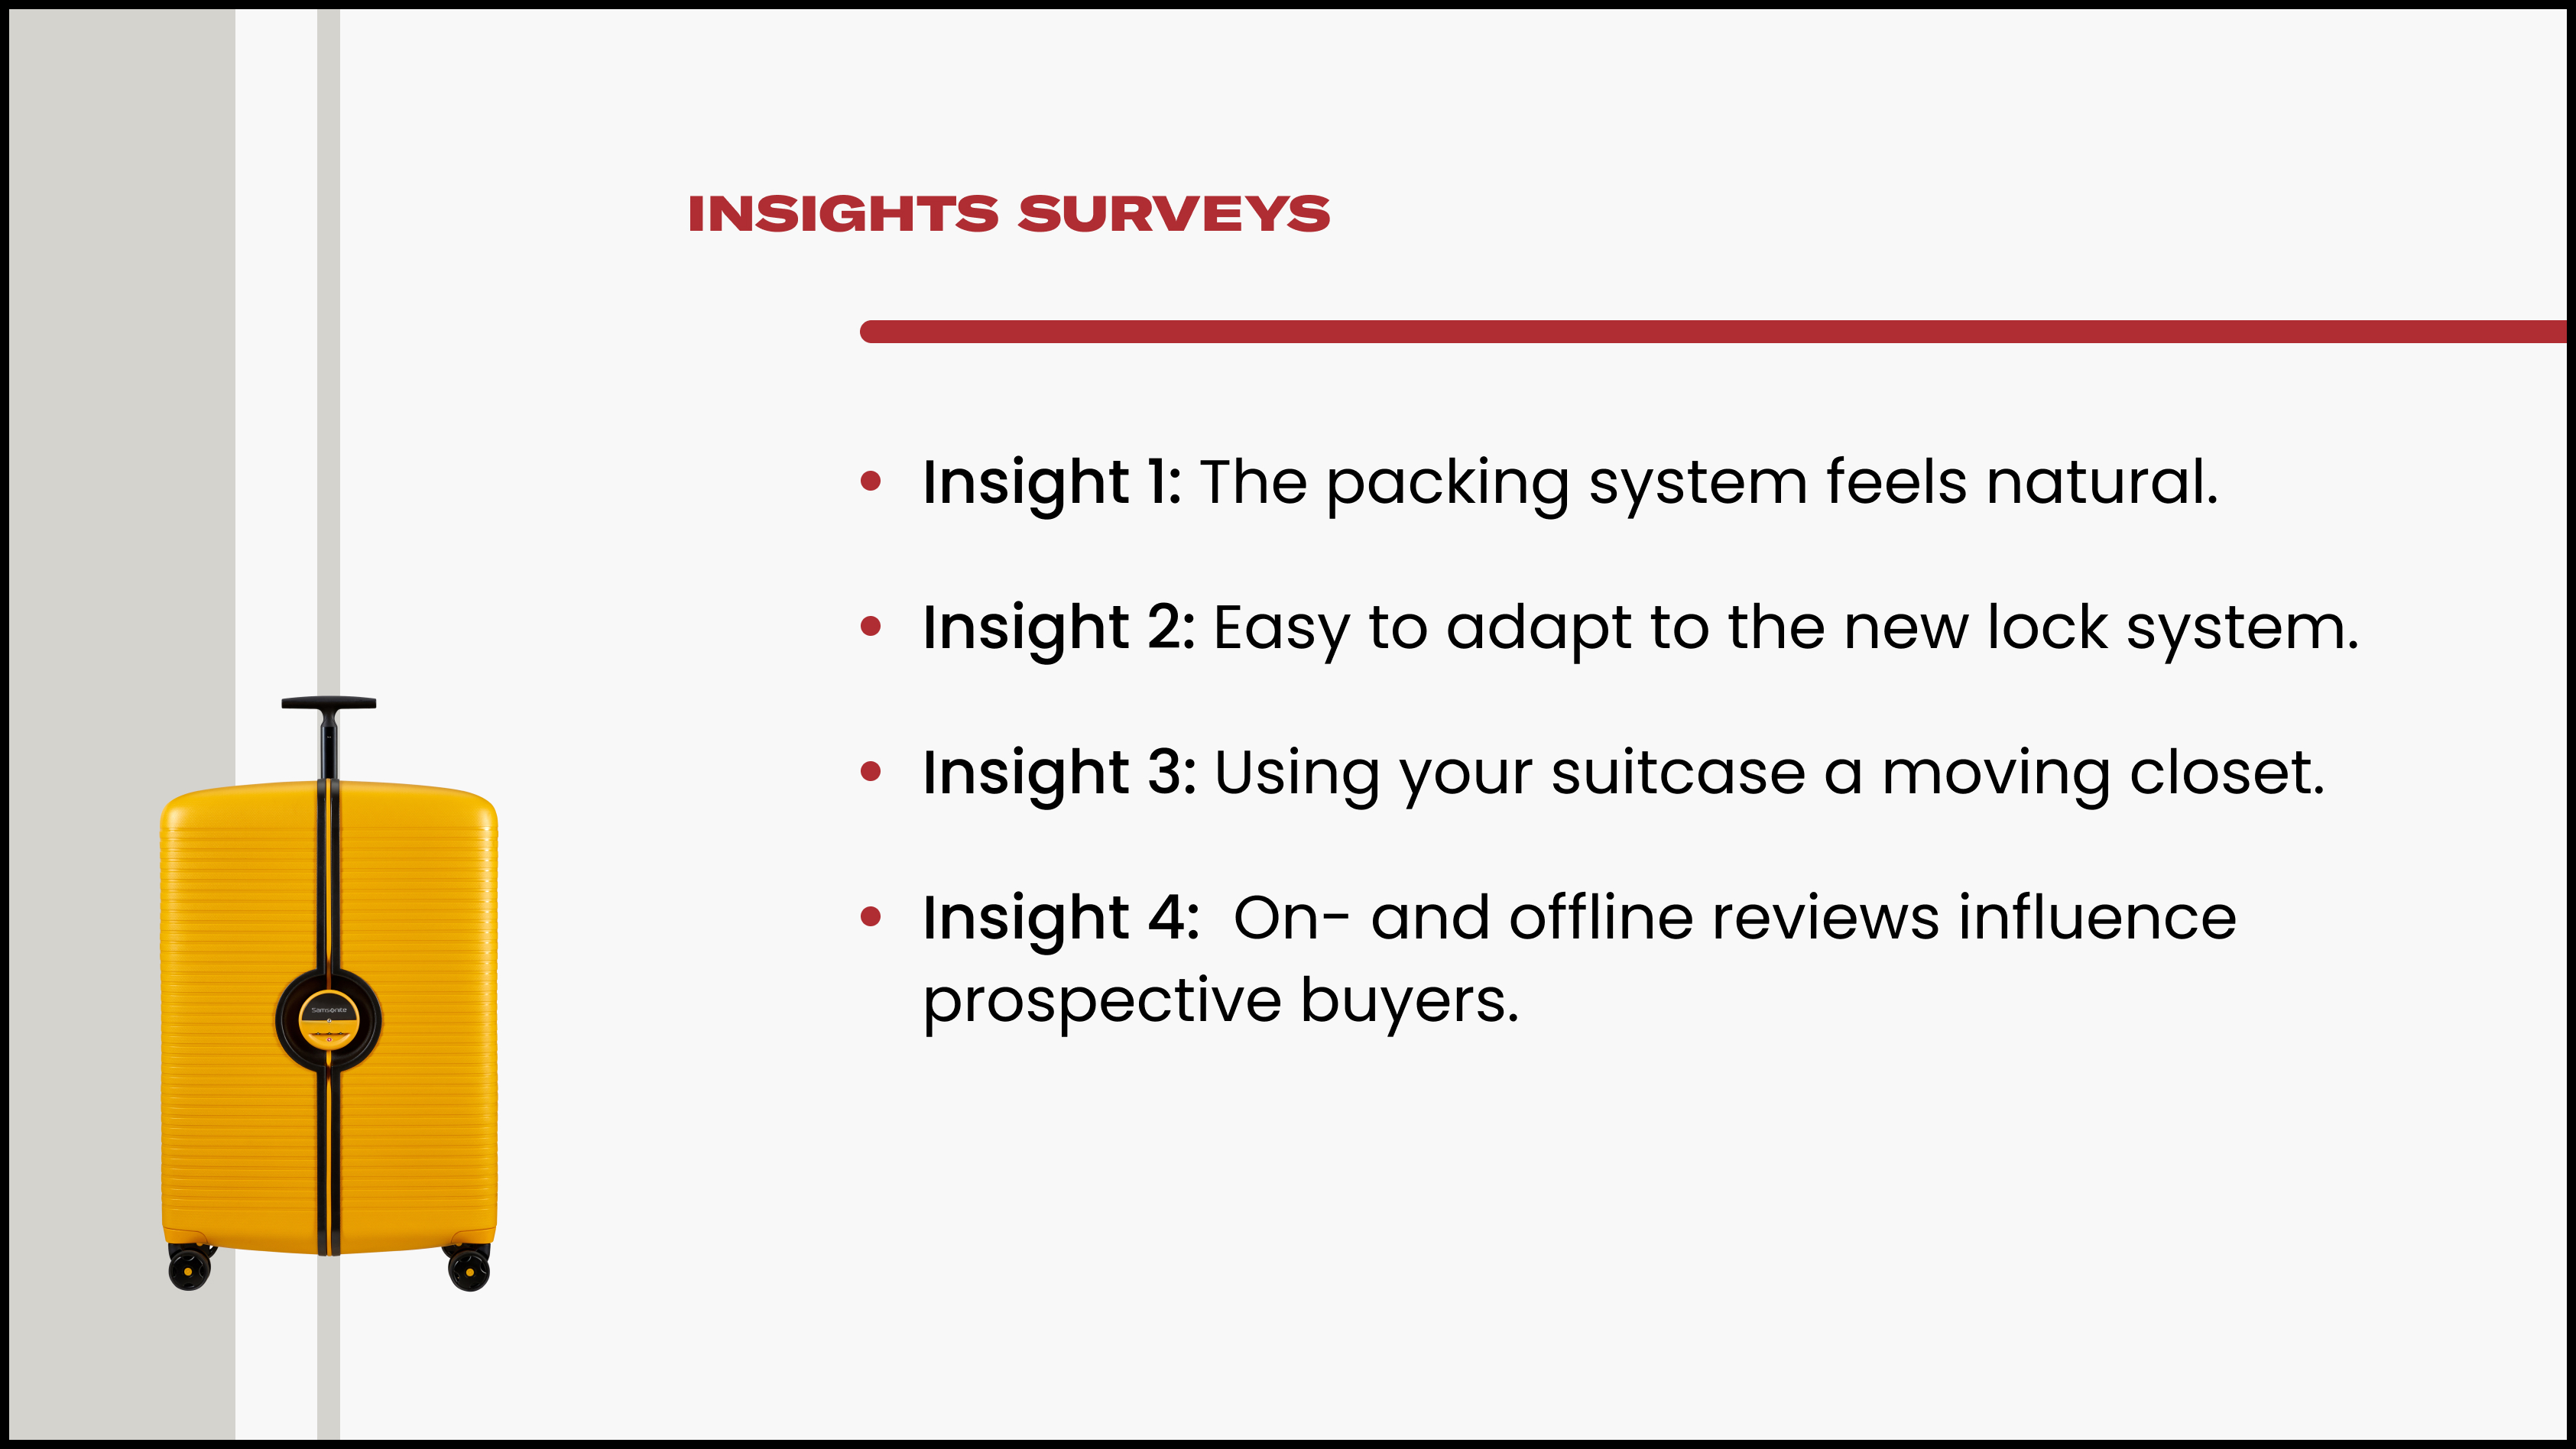 INSIGHTS SURVEYS
• Insight 1: The packing system feels natural.
• Insight 2: Easy to adapt to the new lock system.
• Insight 3: Using your suitcase a moving closet.
• Insight 4:  On- and offline reviews influence
prospective buyers.
Samsonite